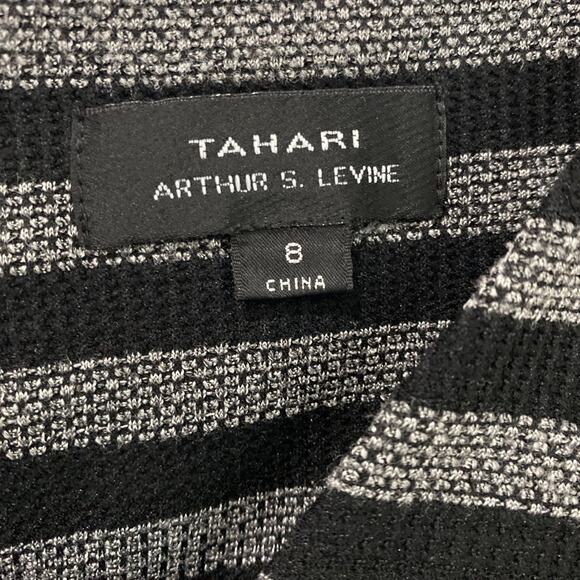 TAHARI
ARTHUR S. LEVINE
8
CHINA